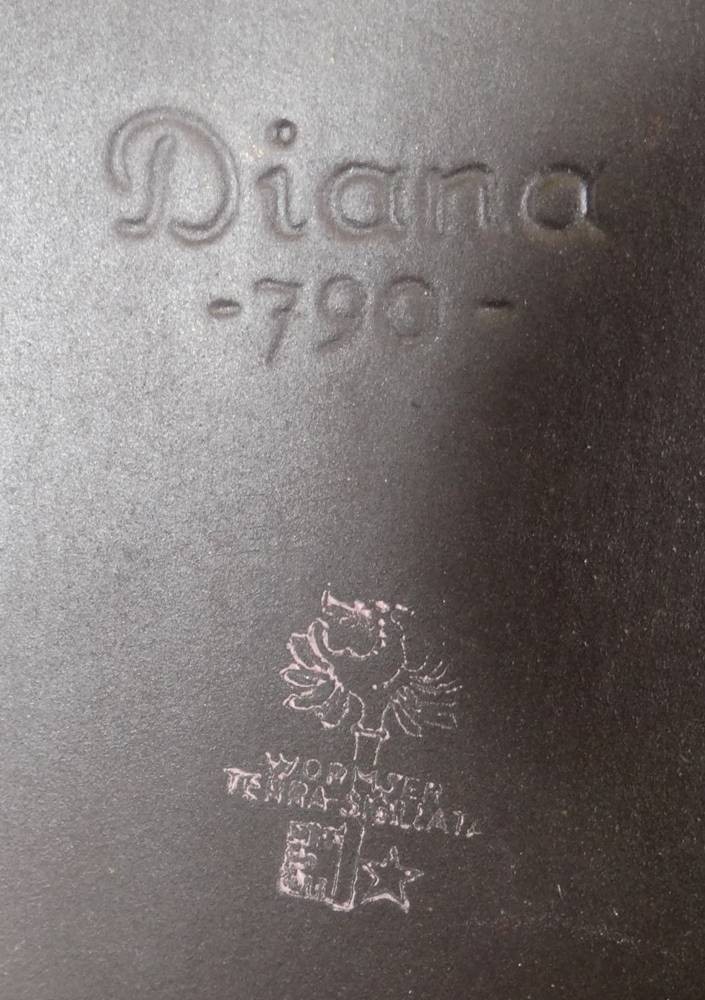 Diana
-790-
WORMSER
TERRA-SIGILLATA